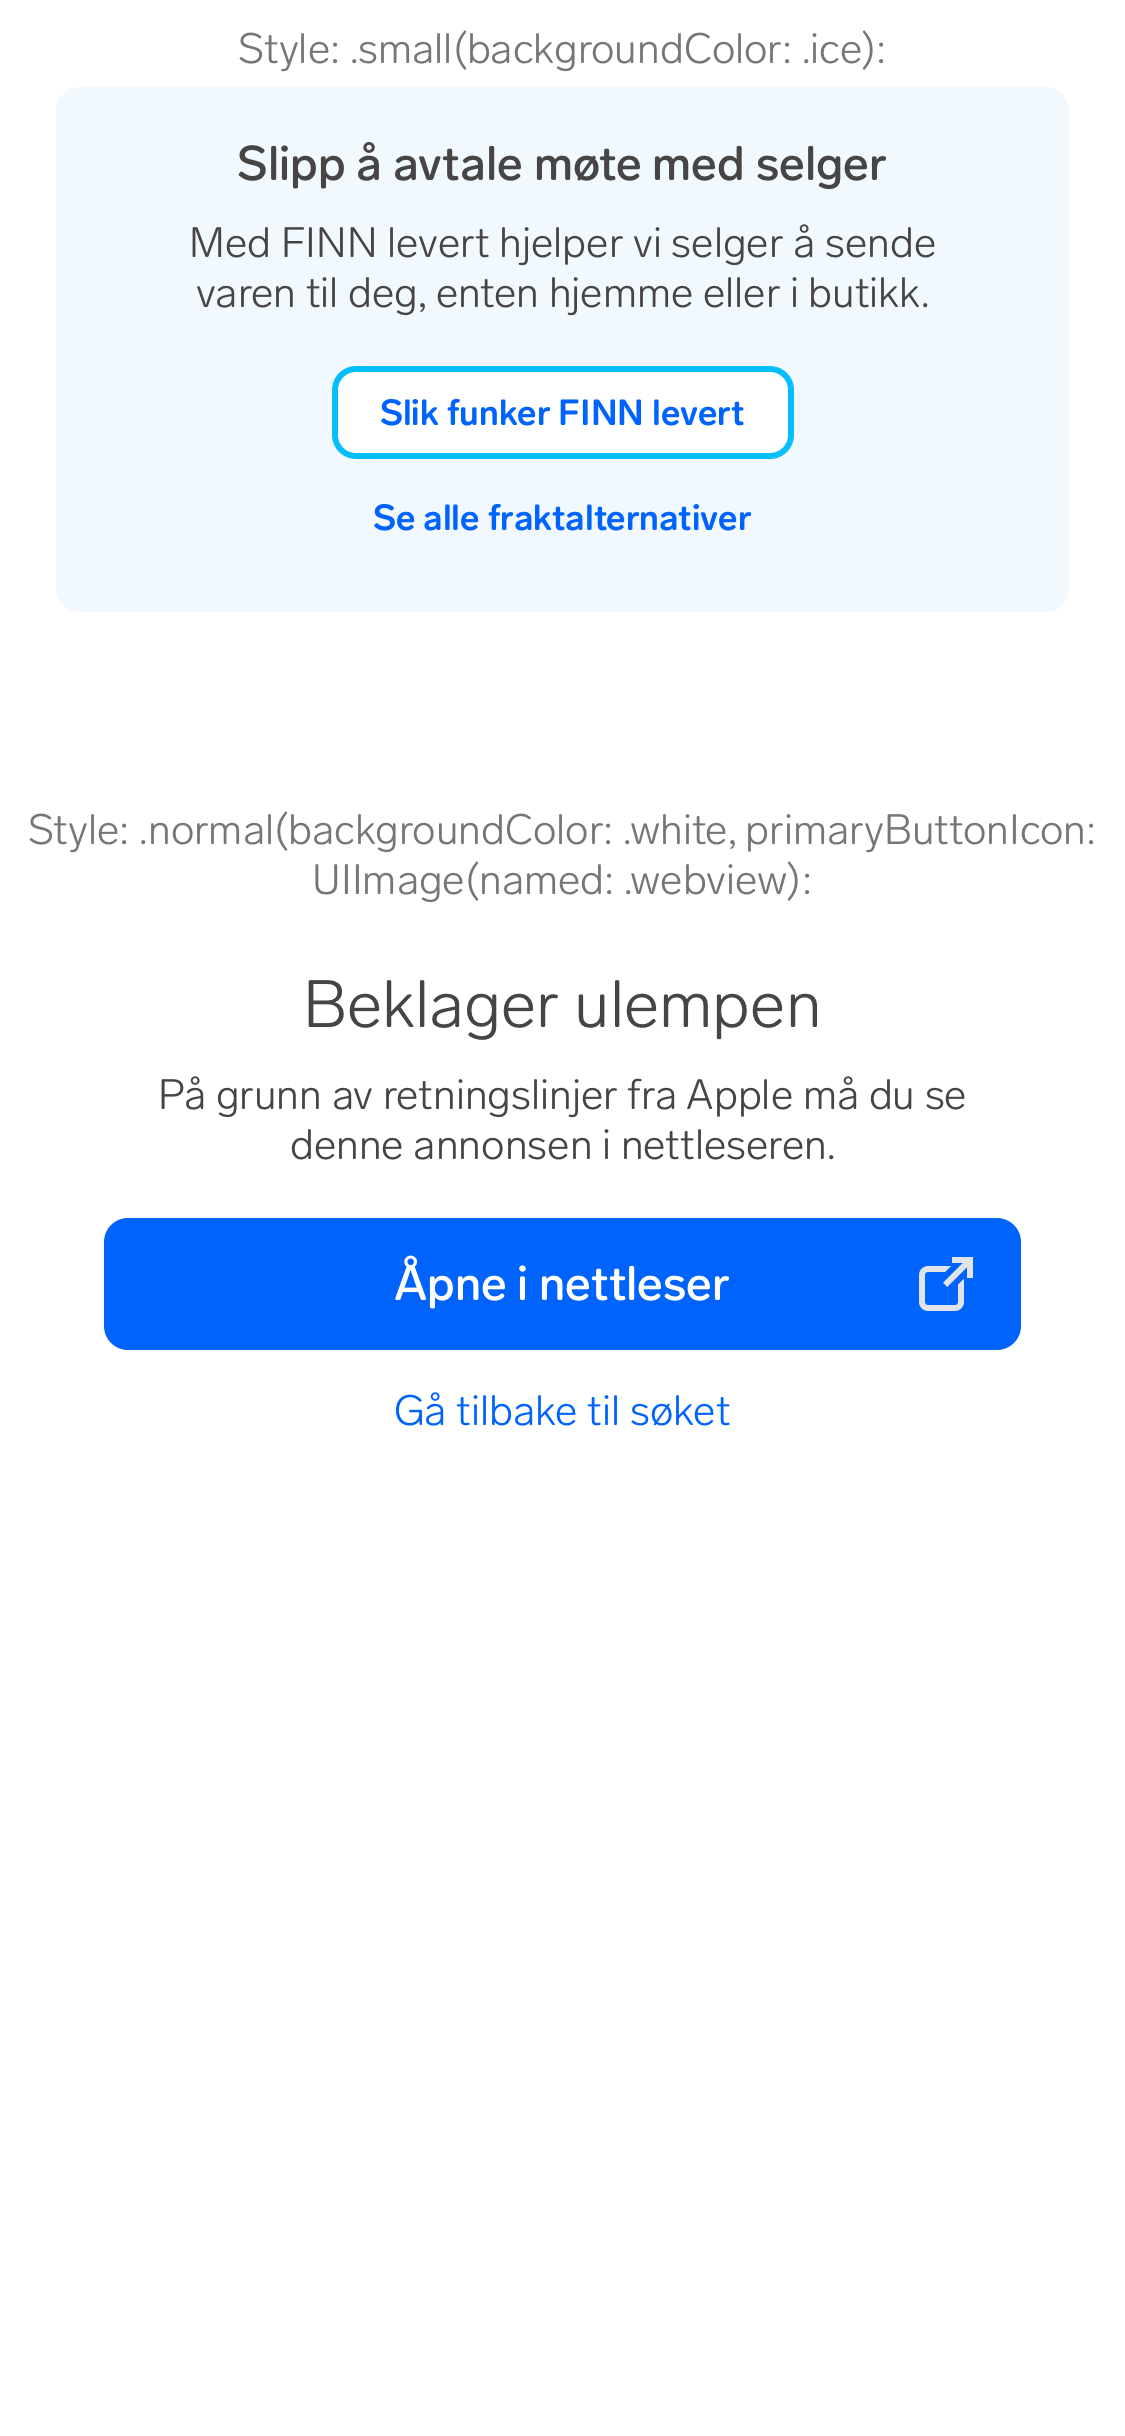 Style: .small(backgroundColor: .ice):
Slipp å avtale møte med selger
Med FINN levert hjelper vi selger å sende
varen til deg, enten hjemme eller i butikk.
Slik funker FINN levert
Se alle fraktalternativer
Style: .normal(backgroundColor: .white, primaryButtonIcon:
UIImage(named: .webview):
Beklager ulempen
På grunn av retningslinjer fra Apple må du se
denne annonsen i nettleseren.
Åpne i nettleser
Gå tilbake til søket